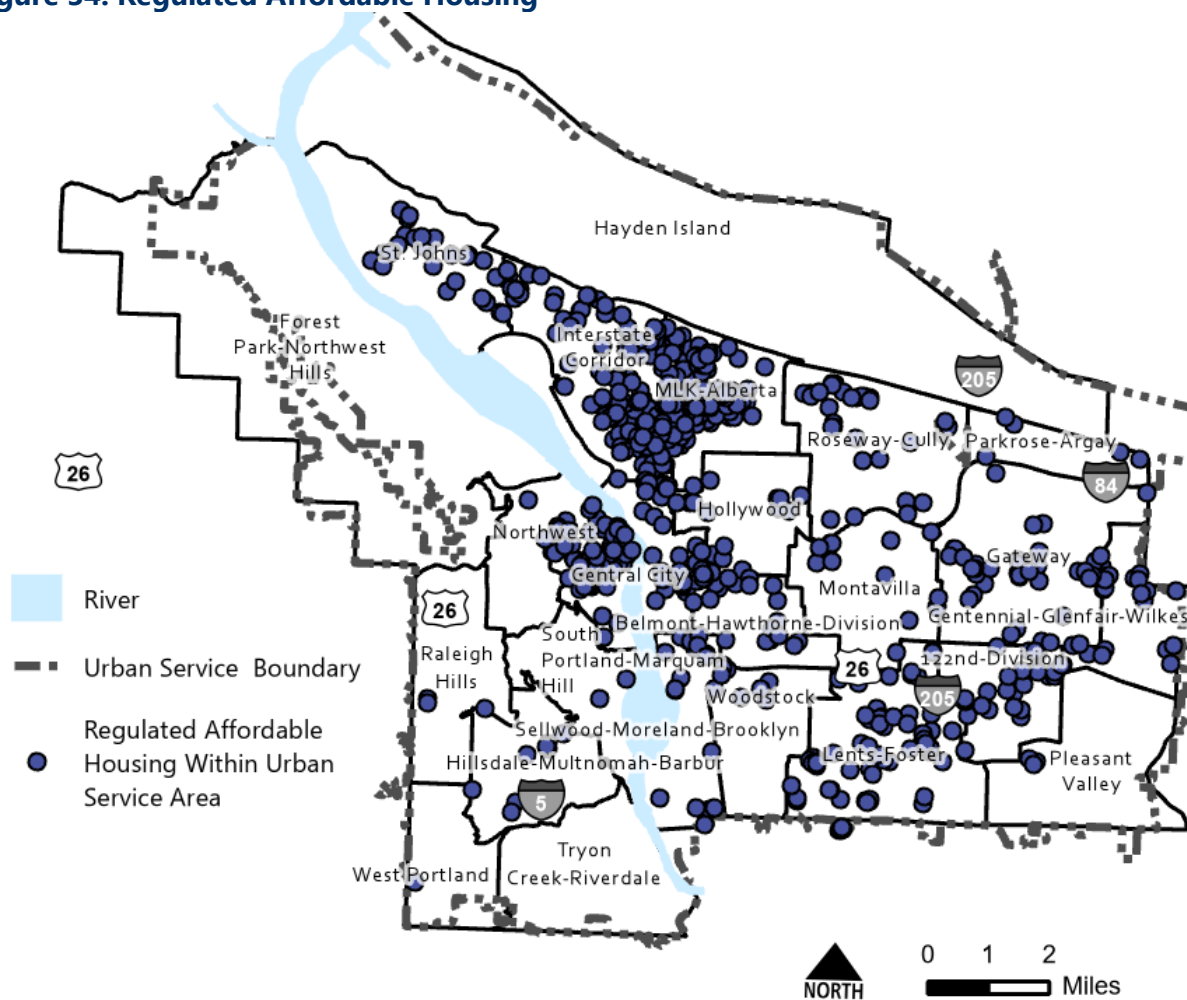 Figure 34. Regulated Affordable Housing
Hayden Island
St. Johns
Forest
Park-Northwest
Hills
Interstate
Corridor
MLK-Alberta
205
Roseway-Cully
Parkrose-Argay
26
84
Hollywood
Northwest
Gateway
Central City
Montavilla
River
26
Belmont-Hawthorne-Division
Centennial-Glenfair-Wilkes
South
Portland-Marquam
Hill
Raleigh
Hills
26
122nd-Division
Urban Service Boundary
205
Woodstock
Regulated Affordable
Housing Within Urban
Service Area
Sellwood-Moreland-Brooklyn
Hillsdale-Multnomah-Barbur
Lents-Foster
Pleasant
Valley
5
Tryon
Creek-Riverdale
West Portland
NORTH
0 1 2
Miles